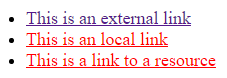 This is an external link
This is an local link
This is a link to a resource